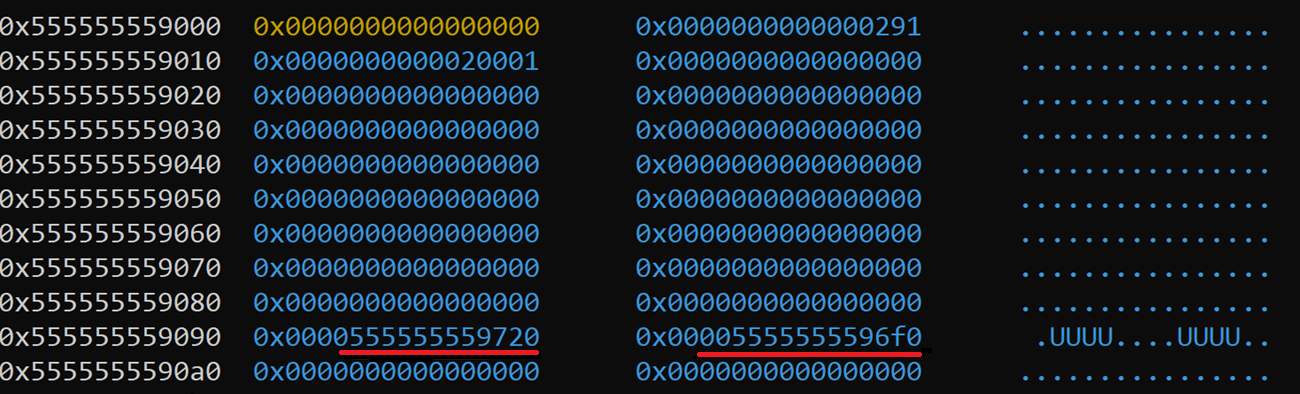 0x555555559000 0x0000000000000000 0x0000000000000291 ................
0x555555559010 0x0000000000020001 0x0000000000000000 ................
0x555555559020 0x0000000000000000 0x0000000000000000 ................
0x555555559030 0x0000000000000000 0x0000000000000000 ................
0x555555559040 0x0000000000000000 0x0000000000000000 ................
0x555555559050 0x0000000000000000 0x0000000000000000 ................
0x555555559060 0x0000000000000000 0x0000000000000000 ................
0x555555559070 0x0000000000000000 0x0000000000000000 ................
0x555555559080 0x0000000000000000 0x0000000000000000 ................
0x555555559090 0x0000555555559720 0x00005555555596f0 .UUUU....UUUU..
0x5555555590a0 0x0000000000000000 0x0000000000000000 ................